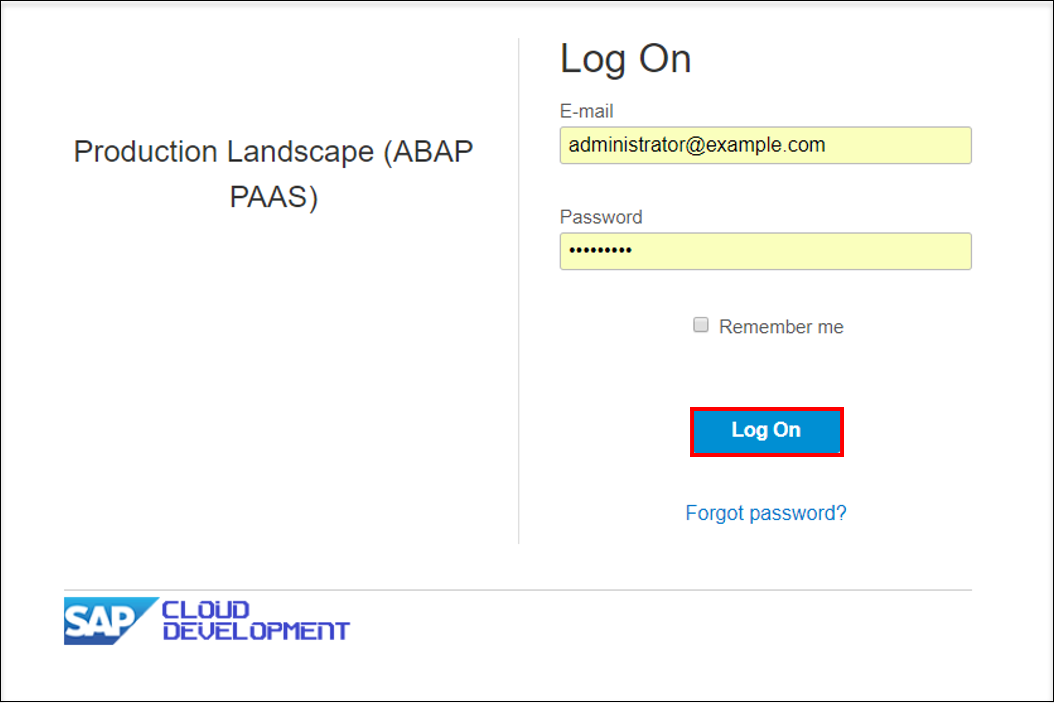 Production Landscape (ABAP
PAAS)
Log On
E-mail
administrator@example.com
Password
•••••••••
Remember me
Log On
Forgot password?
SAP
CLOUD
DEVELOPMENT